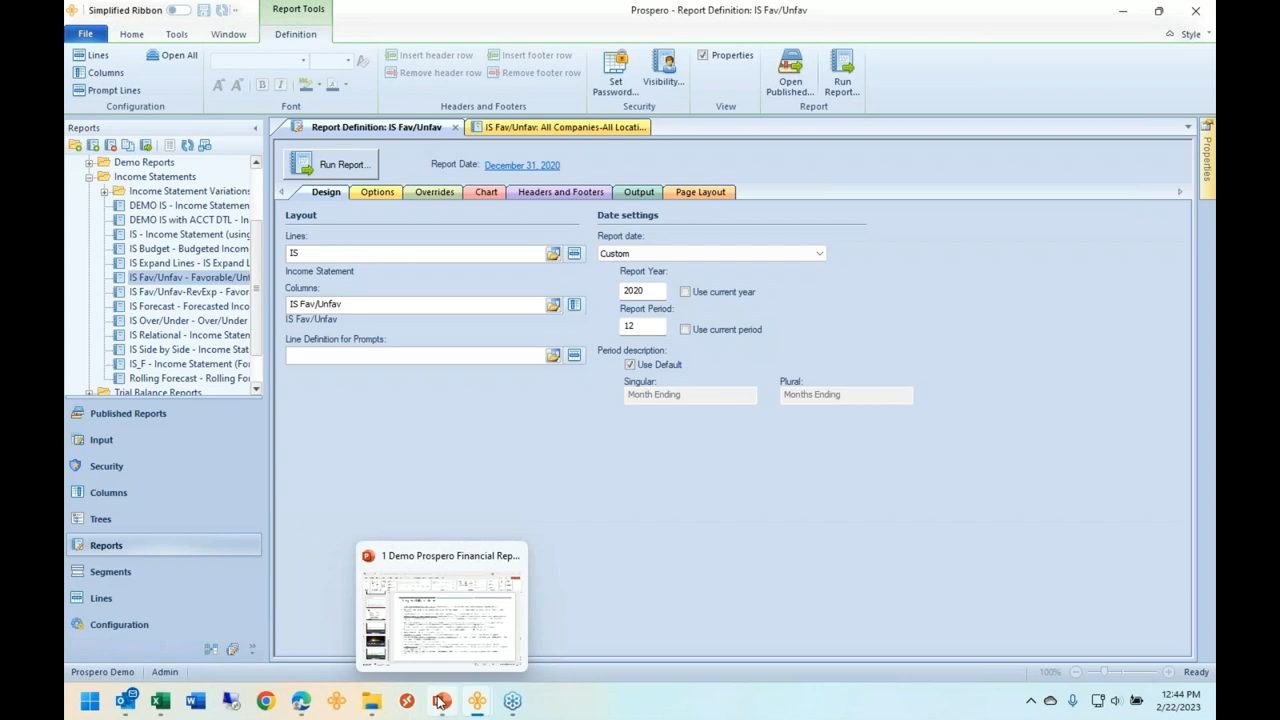 Simplified Ribbon
Report Tools
Prospero - Report Definition: IS Fav/Unfav
File
Home
Tools
Window
Definition
Style
Lines
Open All
Columns
Prompt Lines
Configuration
Font
Insert header row
Insert footer row
Remove header row
Remove footer row
Headers and Footers
Set Password...
Visibility...
Security
Properties
View
Open Published...
Run Report...
Report
Reports
Report Definition: IS Fav/Unfav
IS Fav/Unfav: All Companies-All Locati...
Properties
Demo Reports
Income Statements
Income Statement Variations
DEMO IS - Income Statemen
DEMO IS with ACCT DTL - In
IS - Income Statement (using
IS Budget - Budgeted Incom
IS Expand Lines - IS Expand L
IS Fav/Unfav - Favorable/Unf
IS Fav/Unfav-RevExp - Favor
IS Forecast - Forecasted Inco
IS Over/Under - Over/Under
IS Relational - Income Statem
IS Side by Side - Income Stat
IS_F - Income Statement (For
Rolling Forecast - Rolling For
Trial Balance Reports
Published Reports
Input
Security
Columns
Trees
Reports
Segments
Lines
Configuration
Run Report...
Report Date:
December 31, 2020
Design
Options
Overrides
Chart
Headers and Footers
Output
Page Layout
Layout
Lines:
IS
Income Statement
Columns:
IS Fav/Unfav
IS Fav/Unfav
Line Definition for Prompts:
Date settings
Report date:
Custom
Report Year:
2020
Use current year
Report Period:
12
Use current period
Period description:
Use Default
Singular:
Plural:
Month Ending
Months Ending
1 Demo Prospero Financial Rep...
Prospero Demo
Admin
100%
Ready
12:44 PM
2/22/2023